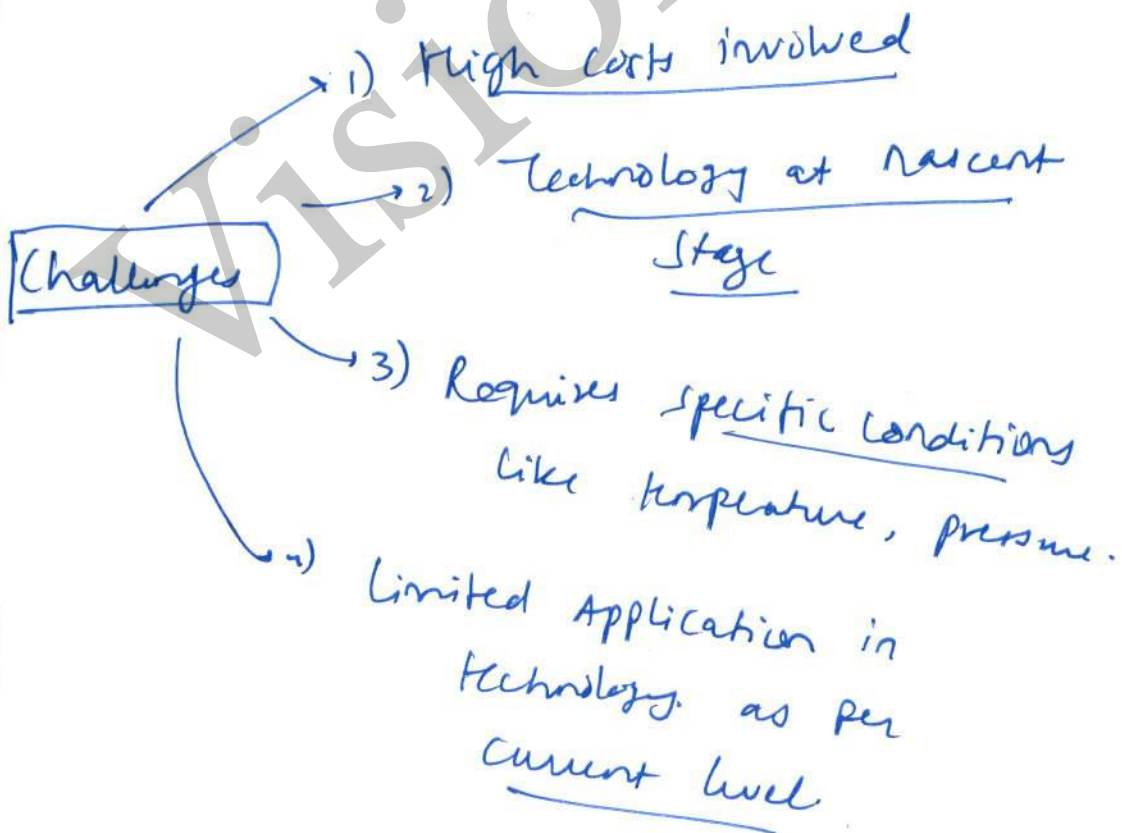 1) High costs involved
2) Technology at nascent
stage
Challenges
3) Requires specific conditions
like temperature, pressure.
4) Limited Application in
technology. as per
current level.
Visio